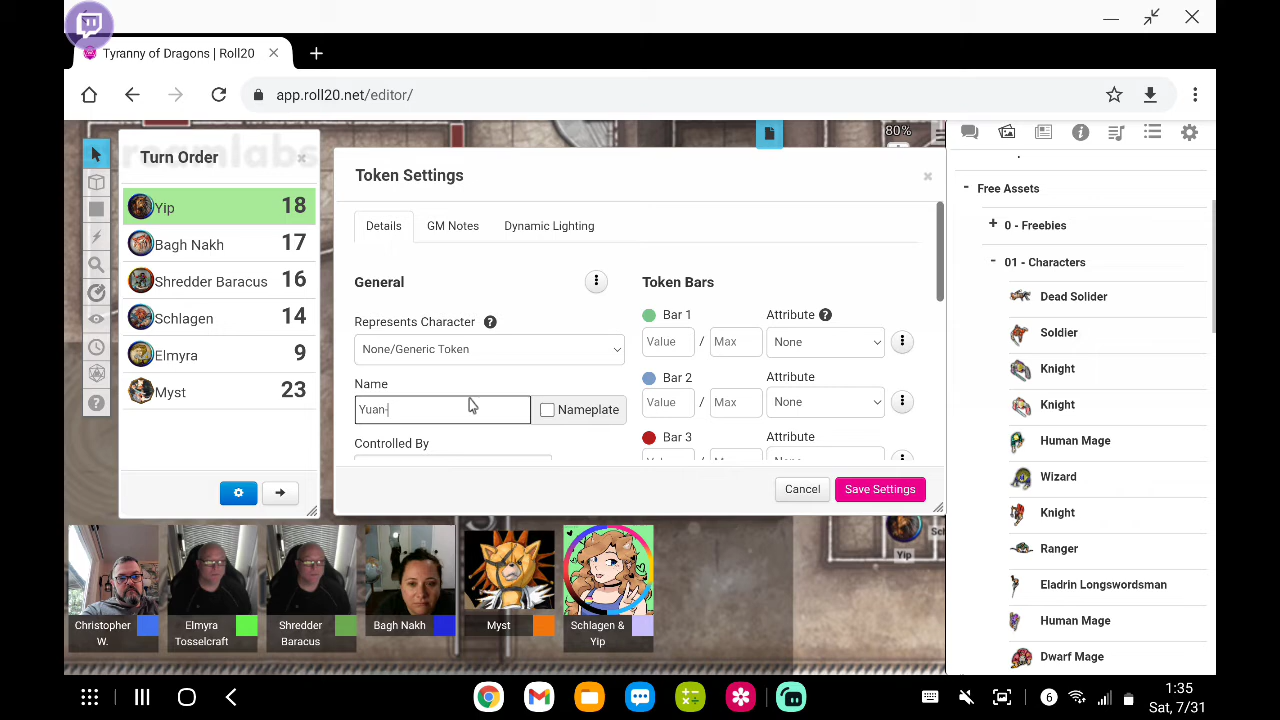 Tyranny of Dragons | Roll20
app.roll20.net/editor/
80%
Turn Order
Yip 18
Bagh Nakh 17
Shredder Baracus 16
Schlagen 14
Elmyra 9
Myst 23
Token Settings
Details GM Notes Dynamic Lighting
General
Represents Character
None/Generic Token
Name
Yuan-
Nameplate
Controlled By
Token Bars
Bar 1 Attribute
Value / Max None
Bar 2 Attribute
Value / Max None
Bar 3 Attribute
Cancel Save Settings
Free Assets
0 - Freebies
01 - Characters
Dead Solider
Soldier
Knight
Knight
Human Mage
Wizard
Knight
Ranger
Eladrin Longswordsman
Human Mage
Dwarf Mage
Yip
Christopher W.
Elmyra Tosselcraft
Shredder Baracus
Bagh Nakh
Myst
Schlagen & Yip
6
1:35
Sat, 7/31